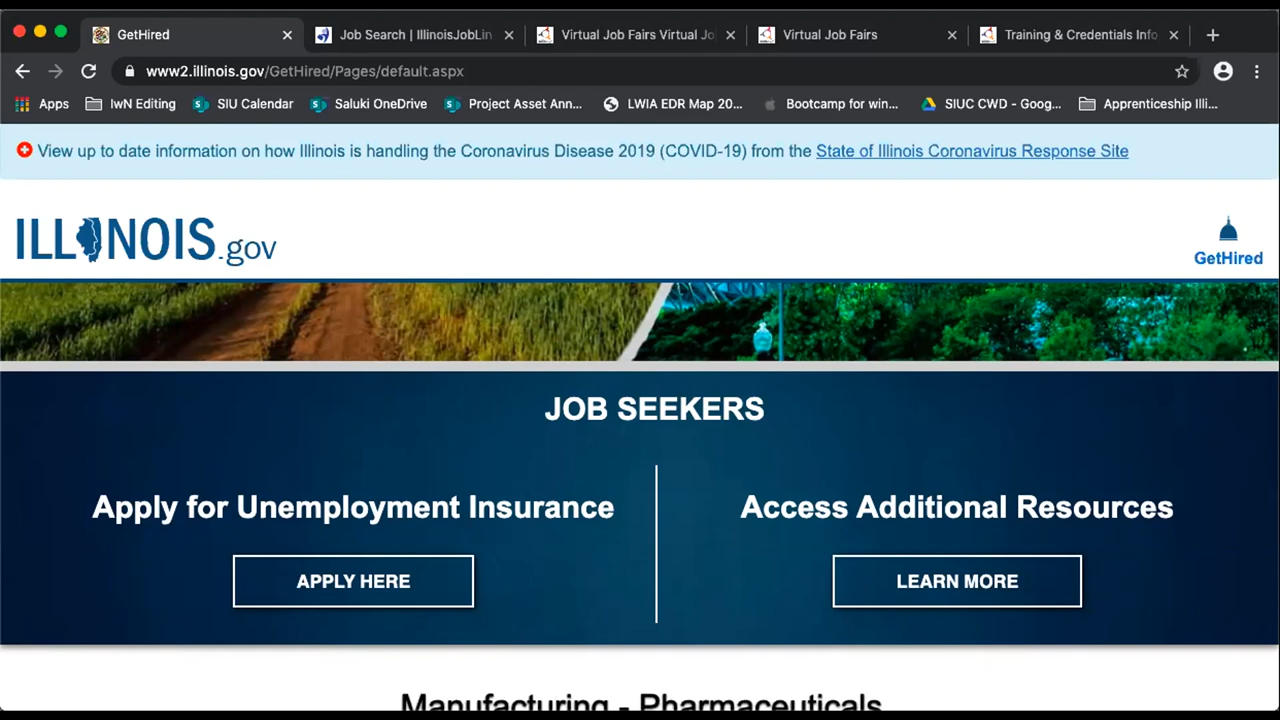 GetHired
Job Search | IllinoisJobLin
Virtual Job Fairs Virtual Jo
Virtual Job Fairs
Training & Credentials Info
www2.illinois.gov/GetHired/Pages/default.aspx
Apps
IwN Editing
SIU Calendar
Saluki OneDrive
Project Asset Ann...
LWIA EDR Map 20...
Bootcamp for win...
SIUC CWD - Goog...
Apprenticeship Illi...
View up to date information on how Illinois is handling the Coronavirus Disease 2019 (COVID-19) from the State of Illinois Coronavirus Response Site
ILLINOIS.gov
GetHired
JOB SEEKERS
Apply for Unemployment Insurance
APPLY HERE
Access Additional Resources
LEARN MORE
Manufacturing - Pharmaceuticals